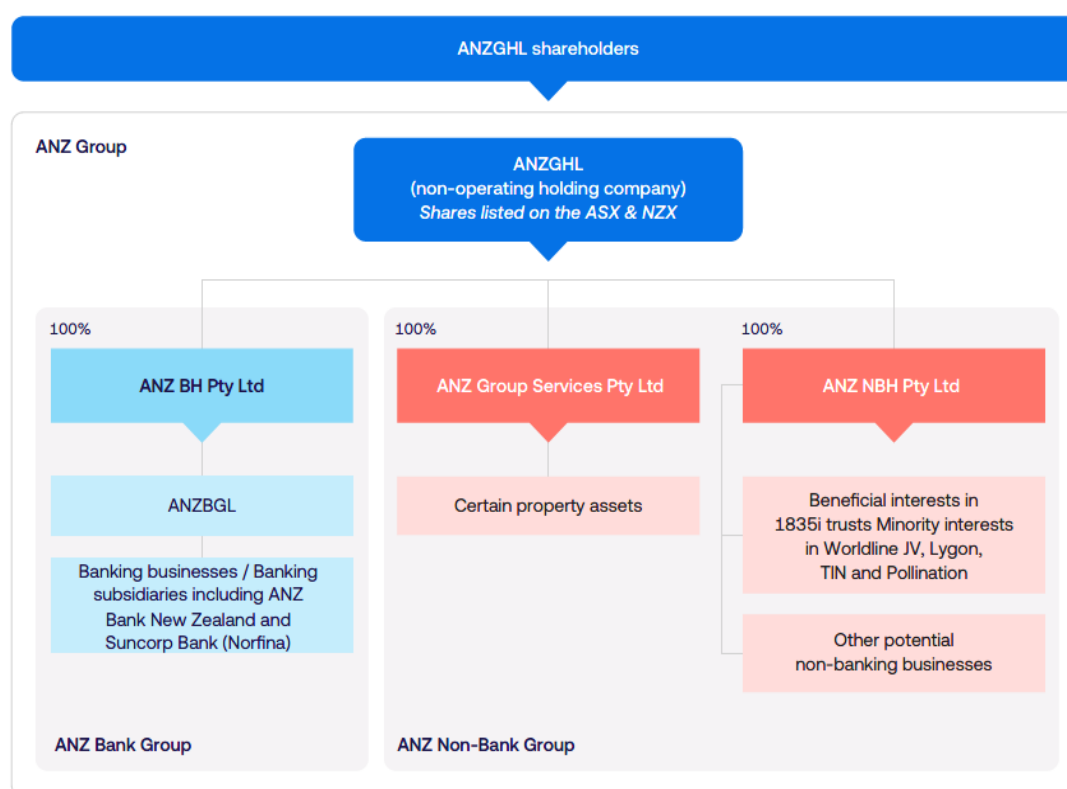 ANZGHL shareholders
ANZ Group
ANZGHL
(non-operating holding company)
Shares listed on the ASX & NZX
100%
ANZ BH Pty Ltd
ANZBGL
Banking businesses / Banking
subsidiaries including ANZ
Bank New Zealand and
Suncorp Bank (Norfina)
ANZ Bank Group
100%
ANZ Group Services Pty Ltd
Certain property assets
100%
ANZ NBH Pty Ltd
Beneficial interests in
1835i trusts Minority interests
in Worldline JV, Lygon,
TIN and Pollination
Other potential
non-banking businesses
ANZ Non-Bank Group